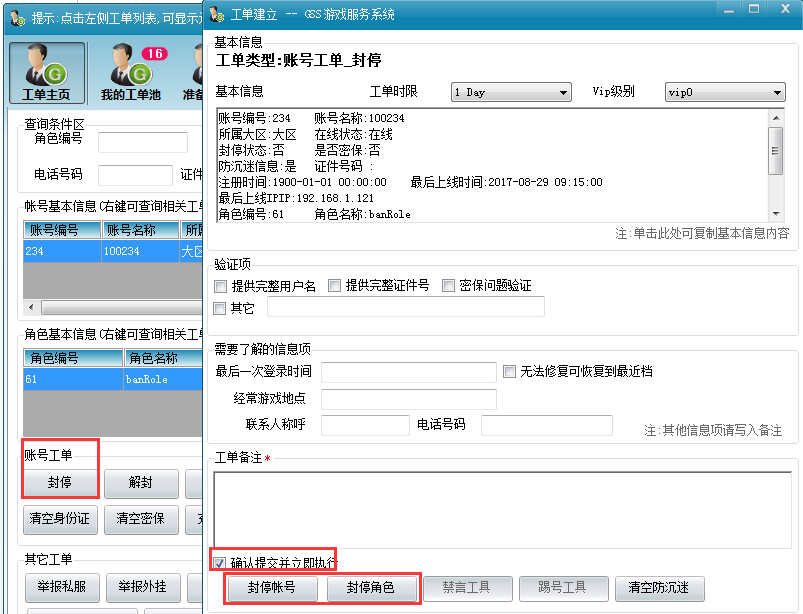 提示:点击左侧工单列表,可显示
工单主页
我的工单池
16
准备
查询条件区
角色编号
电话号码
证件
帐号基本信息(右键可查询相关工单
账号编号 账号名称 所属
234 100234 大区
角色基本信息(右键可查询相关工单
角色编号 角色名称
61 banRole
账号工单
封停
解封
清空身份证
清空密保
其它工单
举报私服
举报外挂
工单建立 -- GSS游戏服务系统
基本信息
工单类型:账号工单_封停
基本信息
工单时限
1 Day
Vip级别
vip0
账号编号:234 账号名称:100234
所属大区:大区 在线状态:在线
封停状态:否 是否密保:否
防沉迷信息:是 证件号码 :
注册时间:1900-01-01 00:00:00 最后上线时间:2017-08-29 09:15:00
最后上线IPIP:192.168.1.121
角色编号:61 角色名称:banRole
注:单击此处可复制基本信息内容
验证项
提供完整用户名
提供完整证件号
密保问题验证
其它
需要了解的信息项
最后一次登录时间
无法修复可恢复到最近档
经常游戏地点
联系人称呼
电话号码
注:其他信息项请写入备注
工单备注*
确认提交并立即执行
封停帐号
封停角色
禁言工具
踢号工具
清空防沉迷